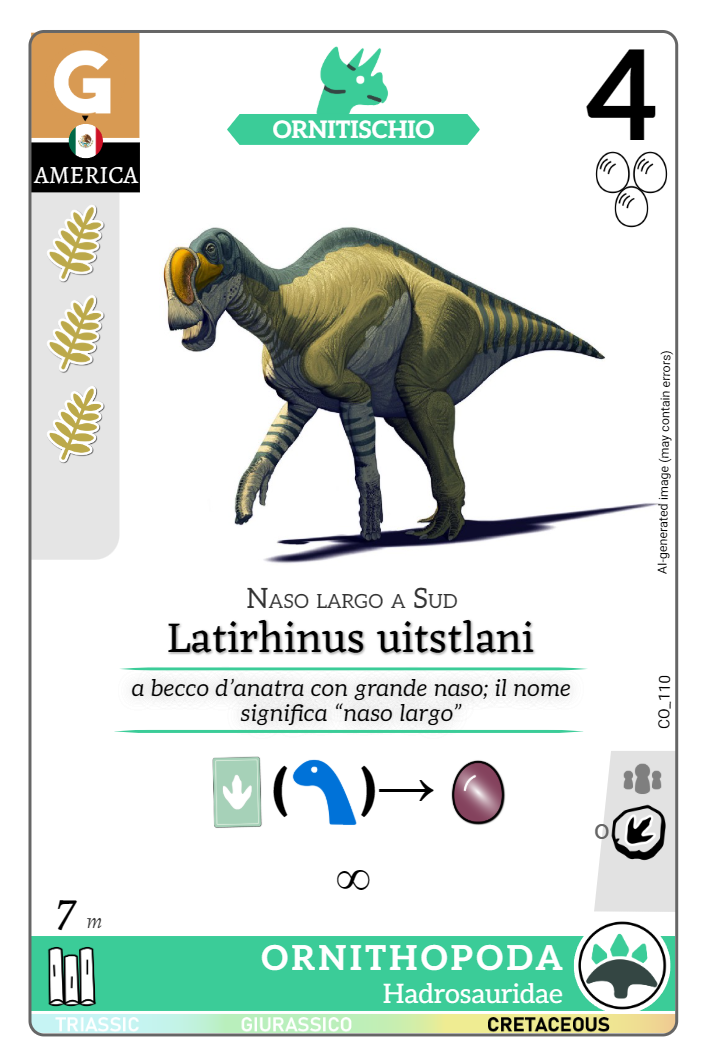 G
AMERICA
ORNITISCHIO
4
AI-generated image (may contain errors)
NASO LARGO A SUD
Latirhinus uitstlani
a becco d'anatra con grande naso; il nome
significa “naso largo”
CO_110
( ) →
o
∞
7 m
ORNITHOPODA
Hadrosauridae
TRIASSIC GIURASSICO CRETACEOUS